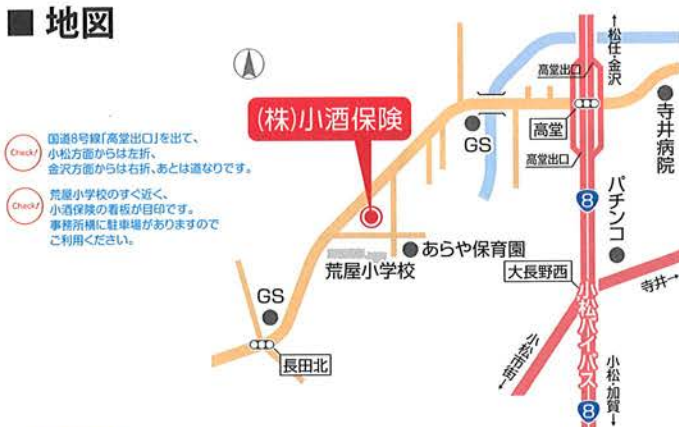 ■ 地図
Check!
国道8号線「高堂出口」を出て、
小松方面からは左折、
金沢方面からは右折、あとは道なりです。
Check!
荒屋小学校のすぐ近く、
小酒保険の看板が目印です。
事務所横に駐車場がありますので
ご利用ください。
(株)小酒保険
↑松任・金沢
高堂出口
高堂
高堂出口
GS
寺井病院
8
パチンコ
あらや保育園
荒屋小学校
大長野西
寺井→
小松バイパス
GS
長田北
小松市街↓
小松・加賀↓
8